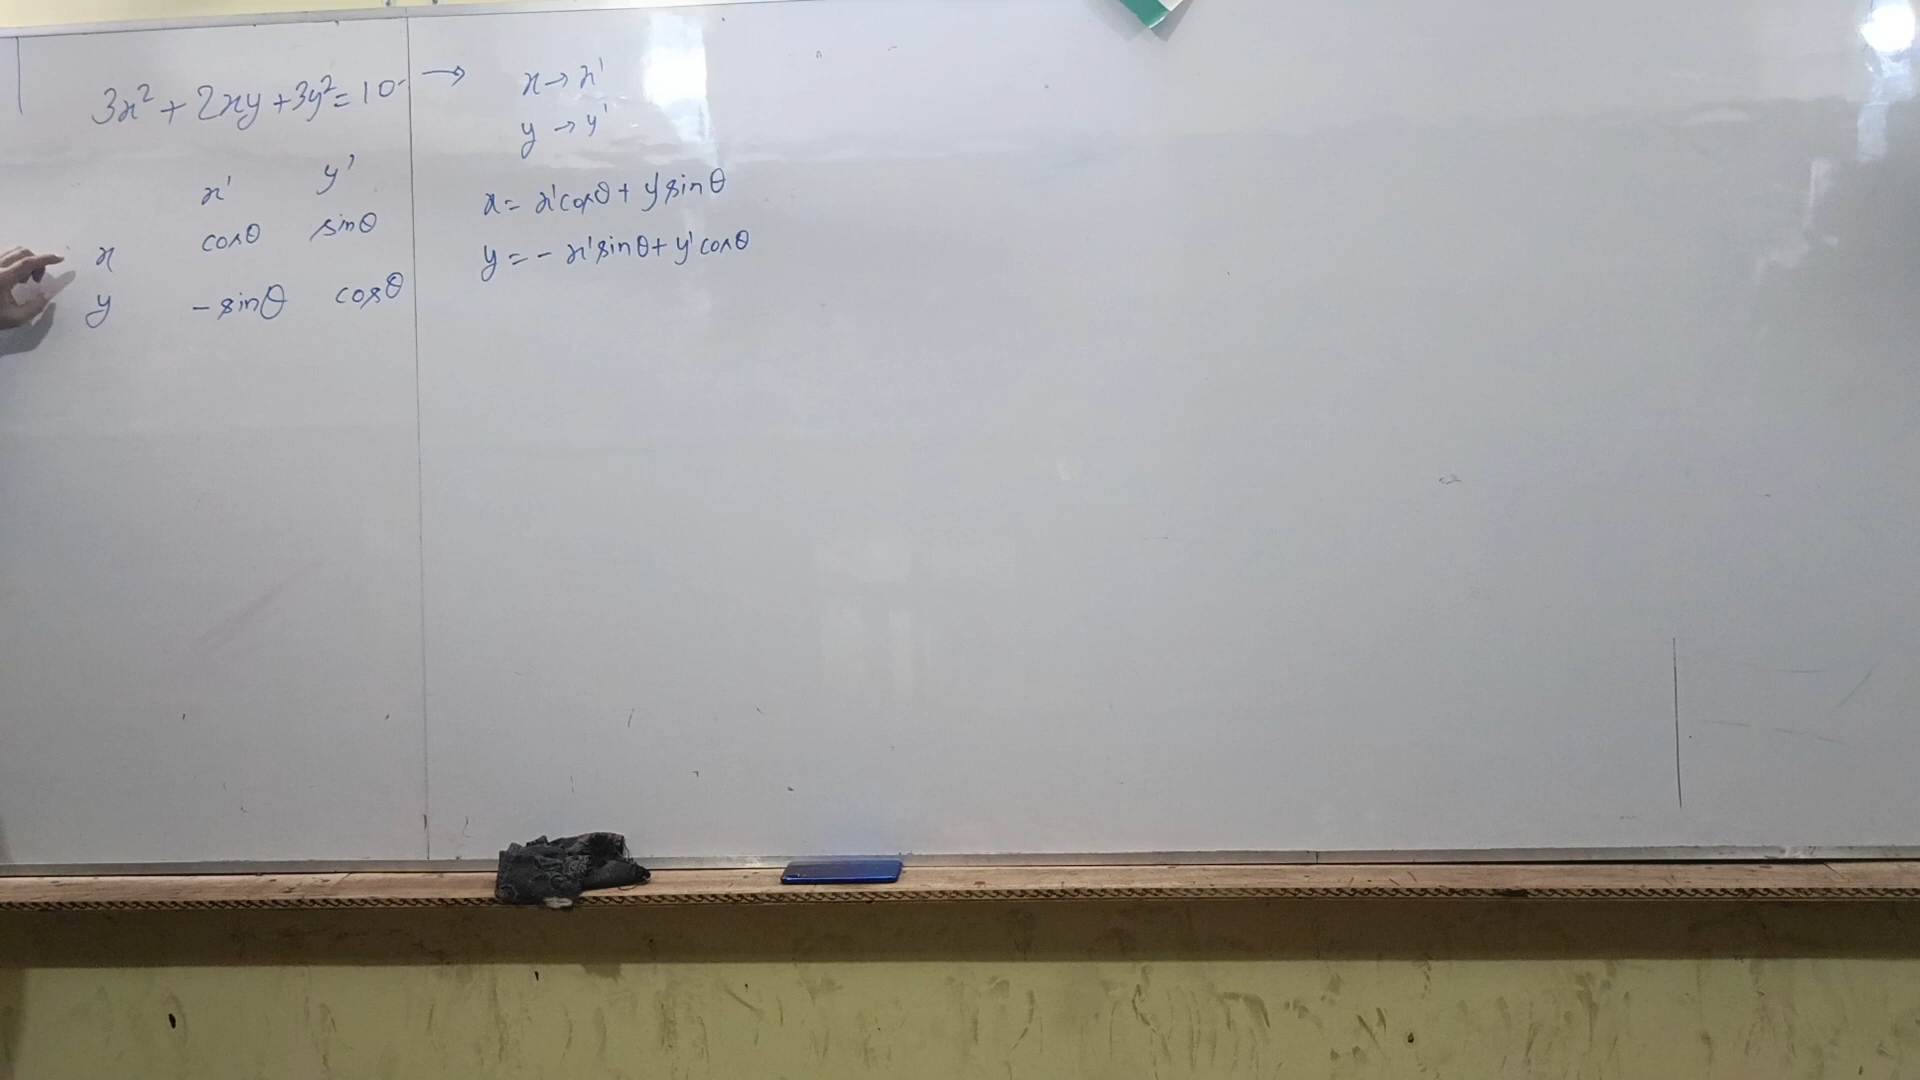 3x² + 2xy + 3y² = 10 →
x' y'
x cosθ sinθ
y -sinθ cosθ
x → x'
y → y'
x = x'cosθ + y'sinθ
y = - x'sinθ + y'cosθ